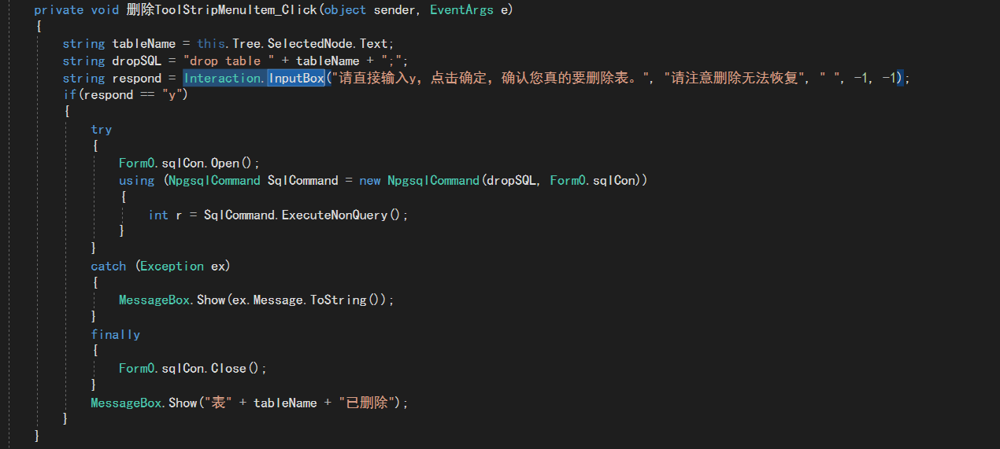 private void 删除ToolStripMenuItem_Click(object sender, EventArgs e)
{
string tableName = this.Tree.SelectedNode.Text;
string dropSQL = "drop table " + tableName + ";";
string respond = Interaction.InputBox("请直接输入y，点击确定，确认您真的要删除表。", "请注意删除无法恢复", " ", -1, -1);
if(respond == "y")
{
try
{
Form0.sqlCon.Open();
using (NpgsqlCommand SqlCommand = new NpgsqlCommand(dropSQL, Form0.sqlCon))
{
int r = SqlCommand.ExecuteNonQuery();
}
}
catch (Exception ex)
{
MessageBox.Show(ex.Message.ToString());
}
finally
{
Form0.sqlCon.Close();
}
MessageBox.Show("表" + tableName + "已删除");
}
}